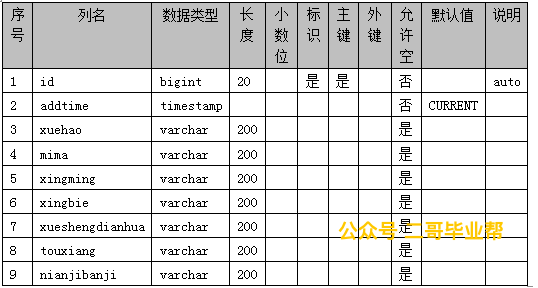 序号 列名 数据类型 长度 小数位 标识 主键 外键 允许空 默认值 说明
1 id bigint 20 是 是 否 auto
2 addtime timestamp 否 CURRENT
3 xuehao varchar 200 是
4 mima varchar 200 是
5 xingming varchar 200 是
6 xingbie varchar 200 是
7 xueshengdianhua varchar 200 是
公众号 二哥毕业帮
8 touxiang varchar 200 是
9 nianjibanji varchar 200 是